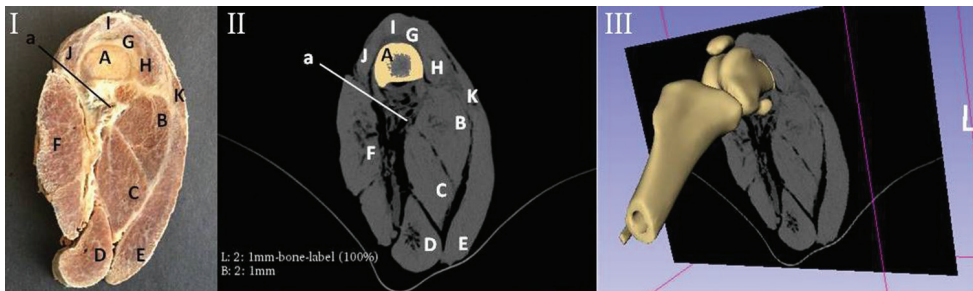 I
I
G
a
J
A
H
K
B
F
C
D
E
II
I
G
J
A
a
H
K
B
F
C
D
E
L: 2: 1mm-bone-label (100%)
B: 2: 1mm
III
L